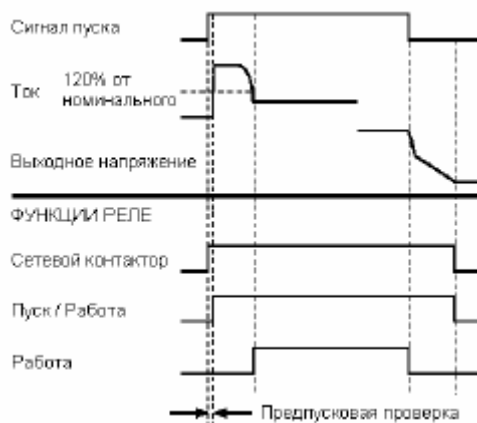 Сигнал пуска
Ток 120% от
номинального
Выходное напряжение
ФУНКЦИИ РЕЛЕ
Сетевой контактор
Пуск / Работа
Работа
Предпусковая проверка